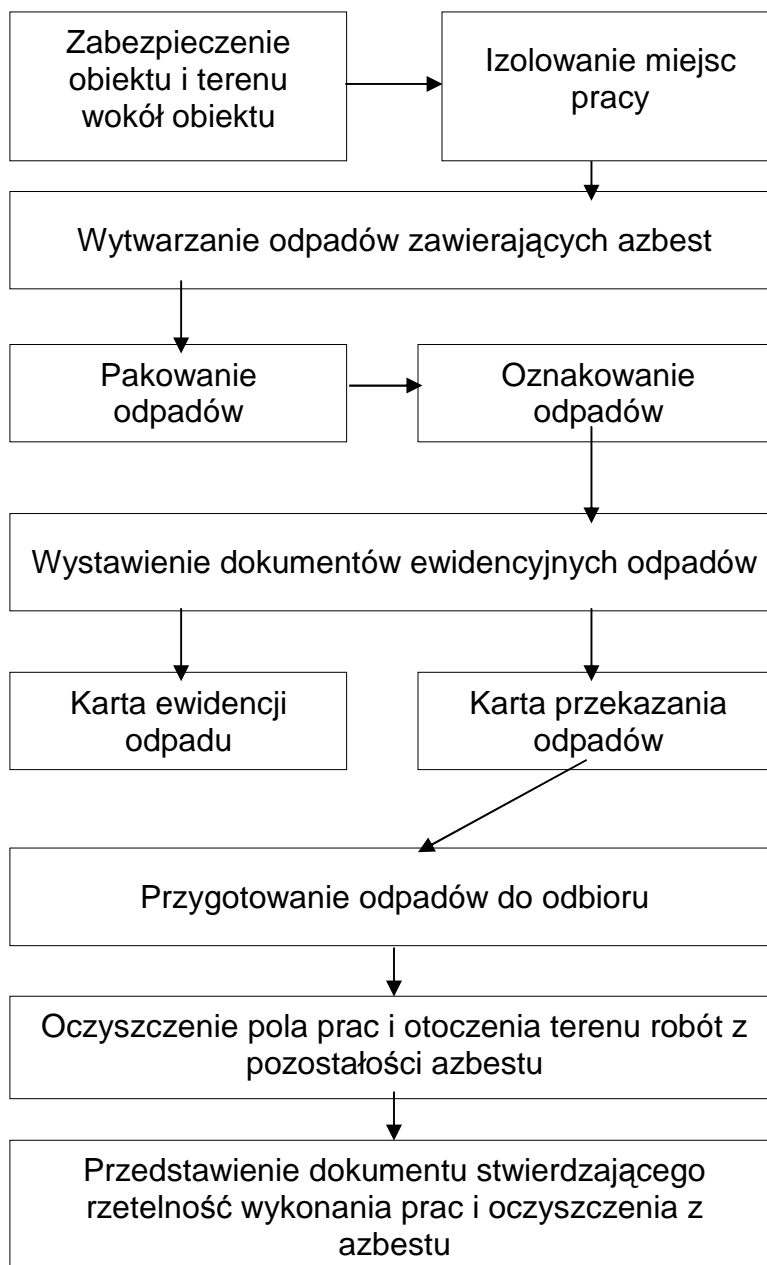 Zabezpieczenie
obiektu i terenu
wokół obiektu
Izolowanie miejsc
pracy
Wytwarzanie odpadów zawierających azbest
Pakowanie
odpadów
Oznakowanie
odpadów
Wystawienie dokumentów ewidencyjnych odpadów
Karta ewidencji
odpadu
Karta przekazania
odpadów
Przygotowanie odpadów do odbioru
Oczyszczenie pola prac i otoczenia terenu robót z
pozostałości azbestu
Przedstawienie dokumentu stwierdzającego
rzetelność wykonania prac i oczyszczenia z
azbestu